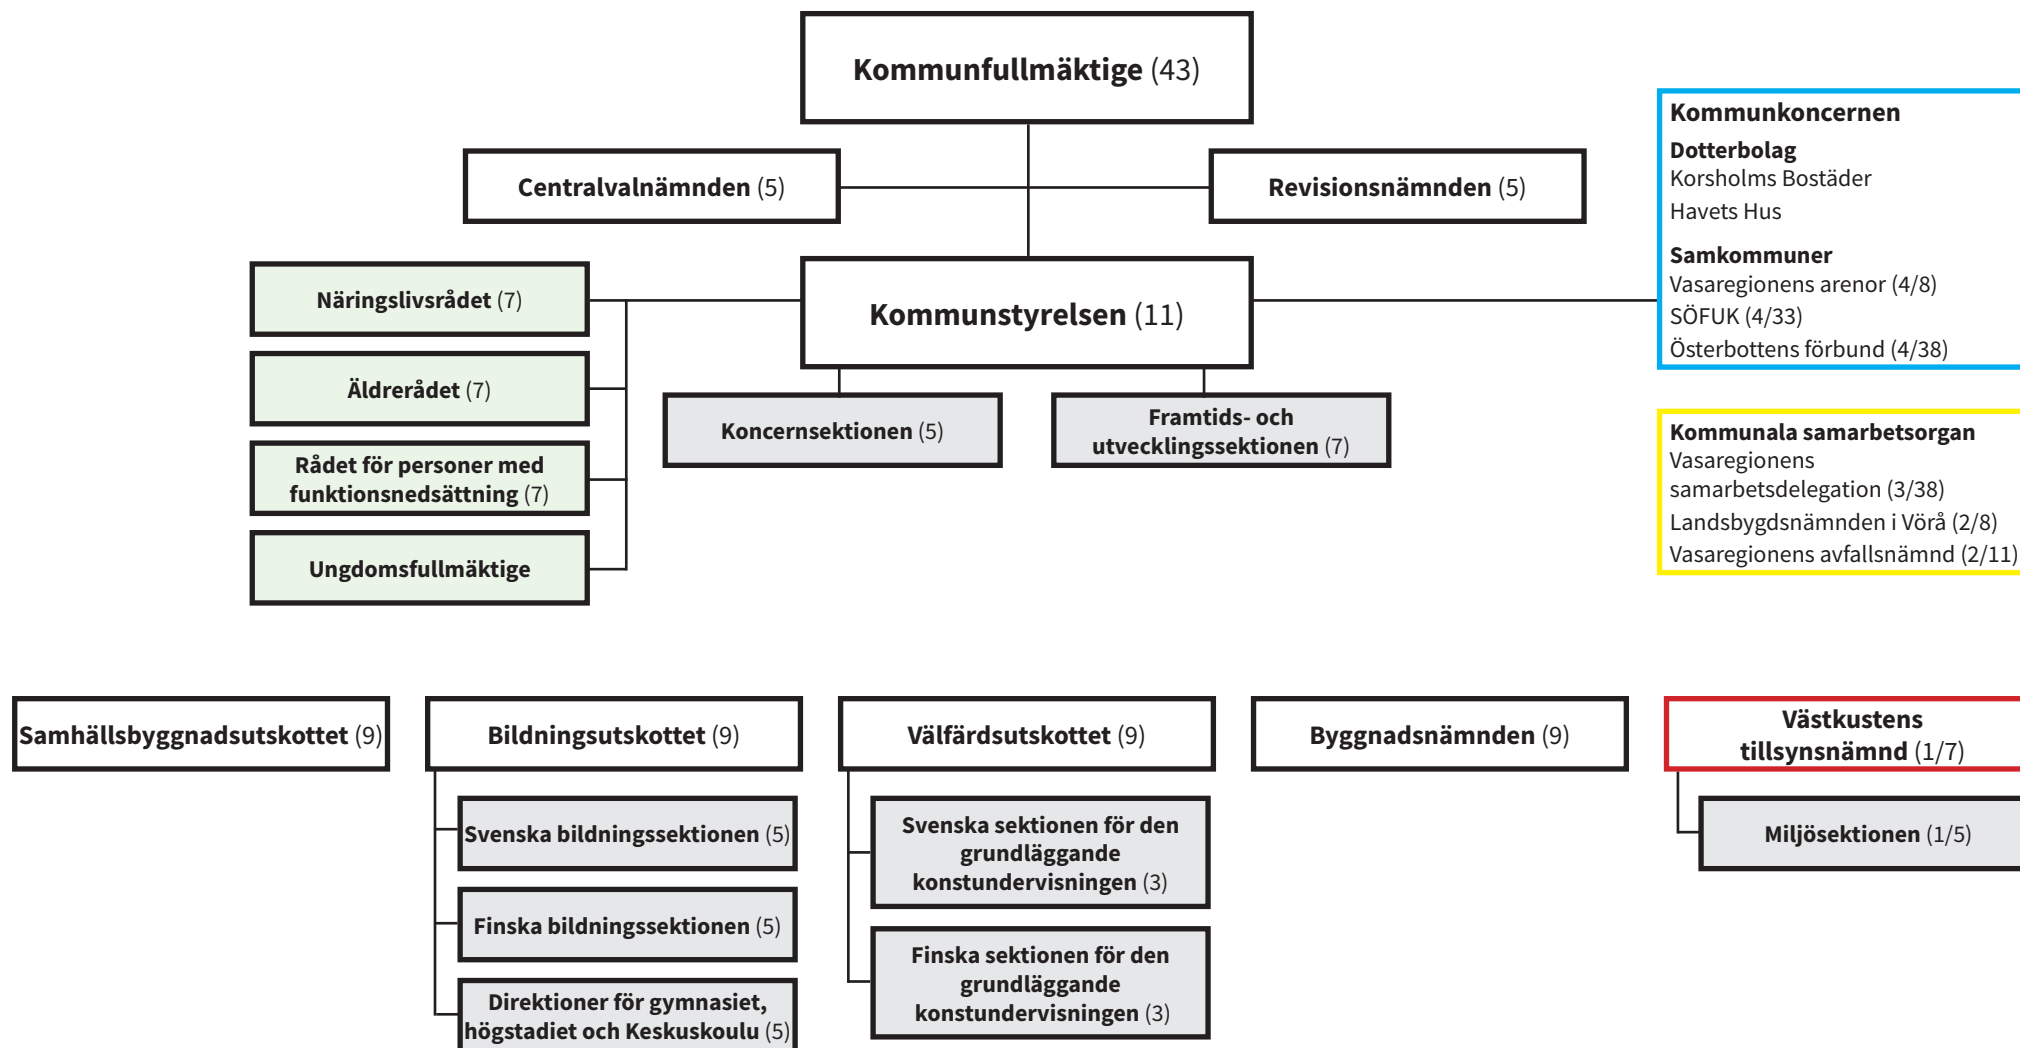 Kommunfullmäktige (43)
Centralvalnämnden (5)
Revisionsnämnden (5)
Kommunkoncernen
Dotterbolag
Korsholms Bostäder
Havets Hus
Samkommuner
Vasaregionens arenor (4/8)
SÖFUK (4/33)
Österbottens förbund (4/38)
Näringslivsrådet (7)
Kommunstyrelsen (11)
Äldrerådet (7)
Koncernsektionen (5)
Framtids- och
utvecklingssektionen (7)
Rådet för personer med
funktionsnedsättning (7)
Ungdomsfullmäktige
Kommunala samarbetsorgan
Vasaregionens
samarbetsdelegation (3/38)
Landsbygdsnämnden i Vörå (2/8)
Vasaregionens avfallsnämnd (2/11)
Samhällsbyggnadsutskottet (9)
Bildningsutskottet (9)
Svenska bildningssektionen (5)
Finska bildningssektionen (5)
Direktioner för gymnasiet,
högstadiet och Keskuskoulu (5)
Välfärdsutskottet (9)
Svenska sektionen för den
grundläggande
konstundervisningen (3)
Finska sektionen för den
grundläggande
konstundervisningen (3)
Byggnadsnämnden (9)
Västkustens
tillsynsnämnd (1/7)
Miljösektionen (1/5)